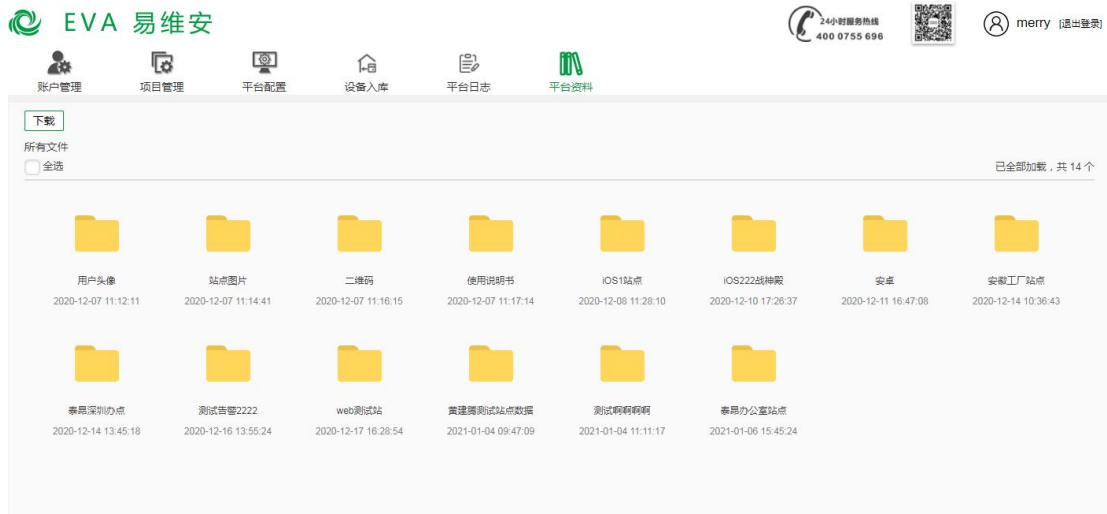 EVA 易维安
24小时服务热线
400 0755 696
merry [退出登录]
账户管理 项目管理 平台配置 设备入库 平台日志 平台资料
下载
所有文件
全选 已全部加载，共 14 个
用户头像 站点图片 二维码 使用说明书 iOS1站点 iOS222战神殿 安卓 安徽工厂站点
2020-12-07 11:12:11 2020-12-07 11:14:41 2020-12-07 11:16:15 2020-12-07 11:17:14 2020-12-08 11:28:10 2020-12-10 17:26:37 2020-12-11 16:47:08 2020-12-14 10:36:43
泰昂深圳办点 测试告警2222 web测试站 黄建腾测试站点数据 测试啊啊啊啊 泰昂办公室站点
2020-12-14 13:45:18 2020-12-16 13:55:24 2020-12-17 16:28:54 2021-01-04 09:47:09 2021-01-04 11:11:17 2021-01-06 15:45:24